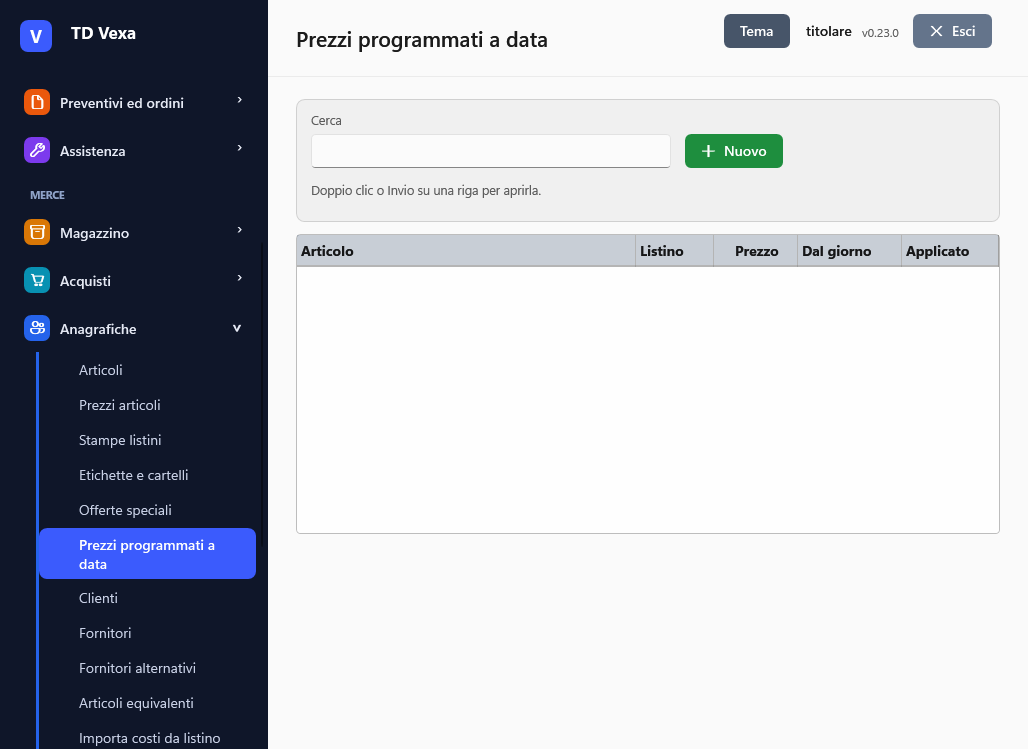 V
TD Vexa
Preventivi ed ordini
Assistenza
MERCE
Magazzino
Acquisti
Anagrafiche
Articoli
Prezzi articoli
Stampe listini
Etichette e cartelli
Offerte speciali
Prezzi programmati a
data
Clienti
Fornitori
Fornitori alternativi
Articoli equivalenti
Importa costi da listino
Prezzi programmati a data
Tema
titolare
v0.23.0
Esci
Cerca
Nuovo
Doppio clic o Invio su una riga per aprirla.
Articolo Listino Prezzo Dal giorno Applicato